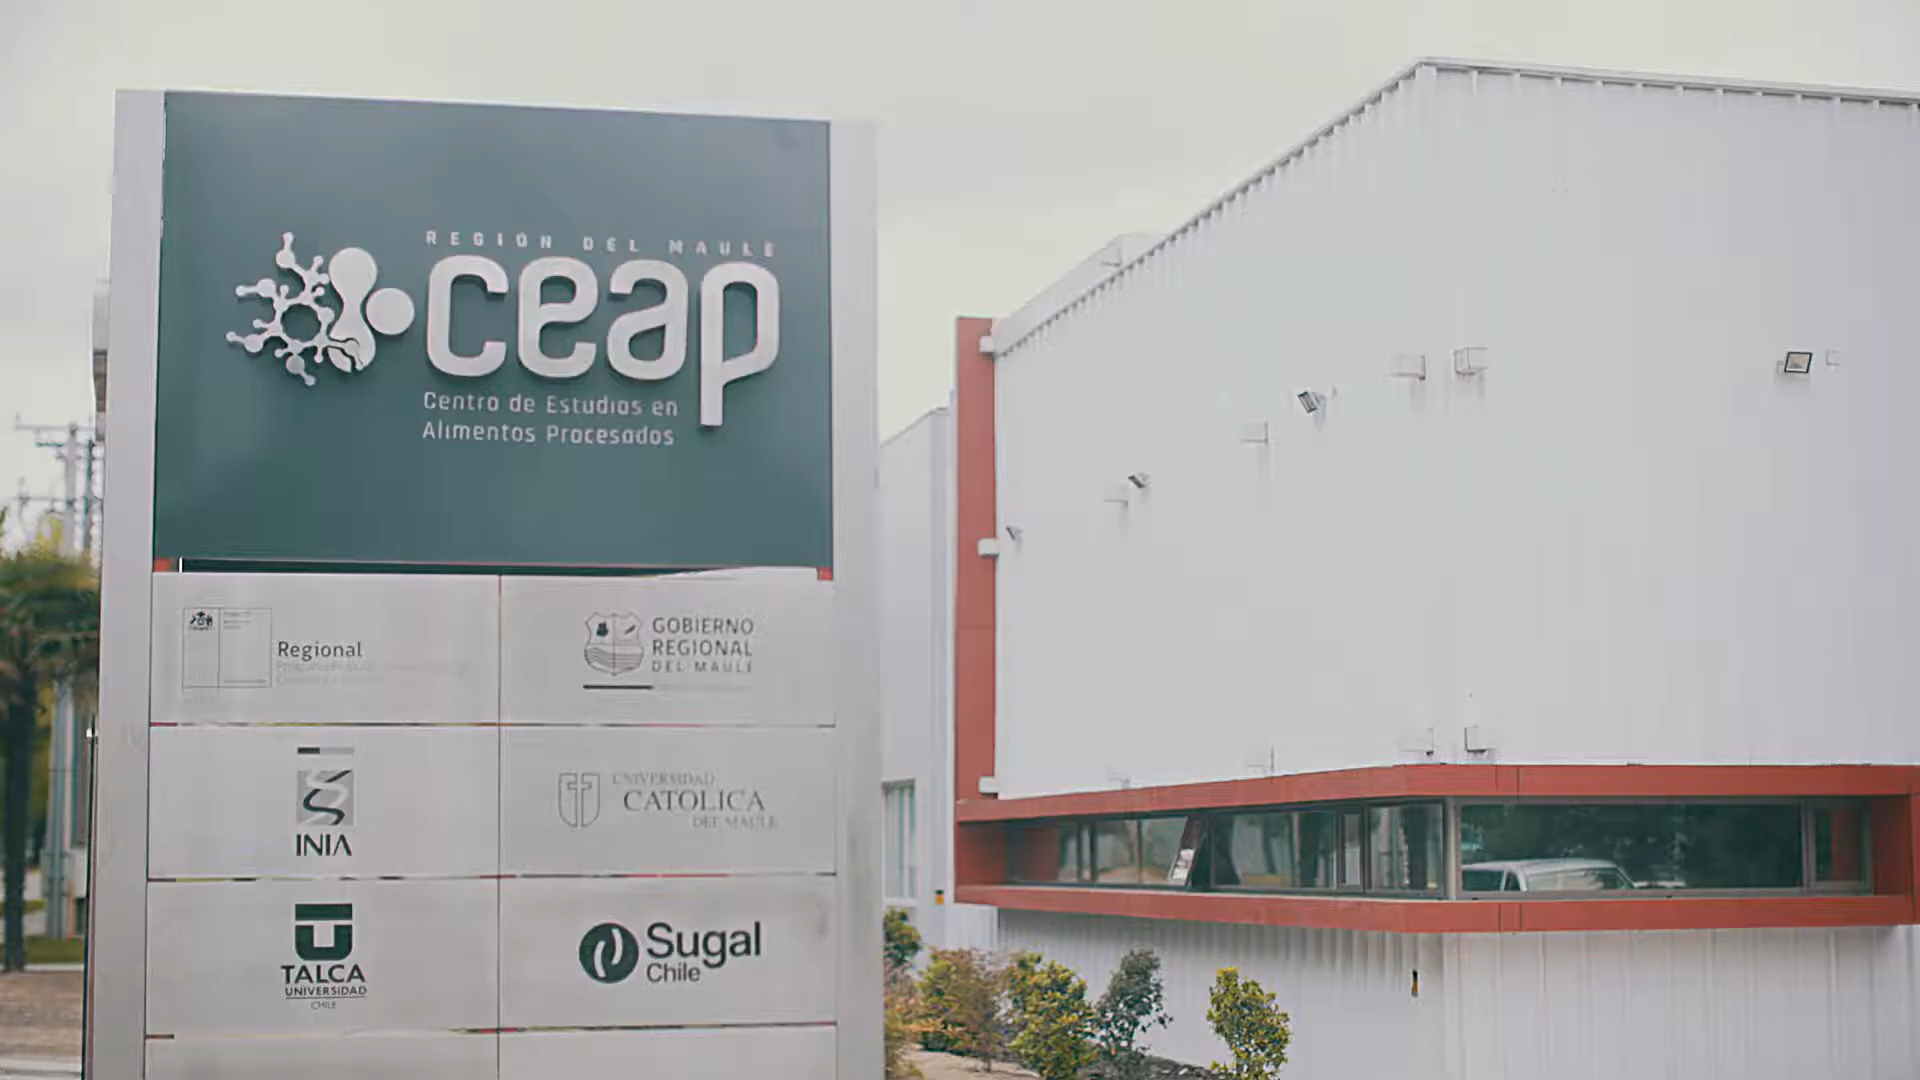 REGIÓN DEL MAULE
ceap
Centro de Estudios en
Alimentos Procesados
Regional
GOBIERNO
REGIONAL
DEL MAULE
INIA
UNIVERSIDAD
CATOLICA
DEL MAULE
TALCA
UNIVERSIDAD
CHILE
Sugal
Chile